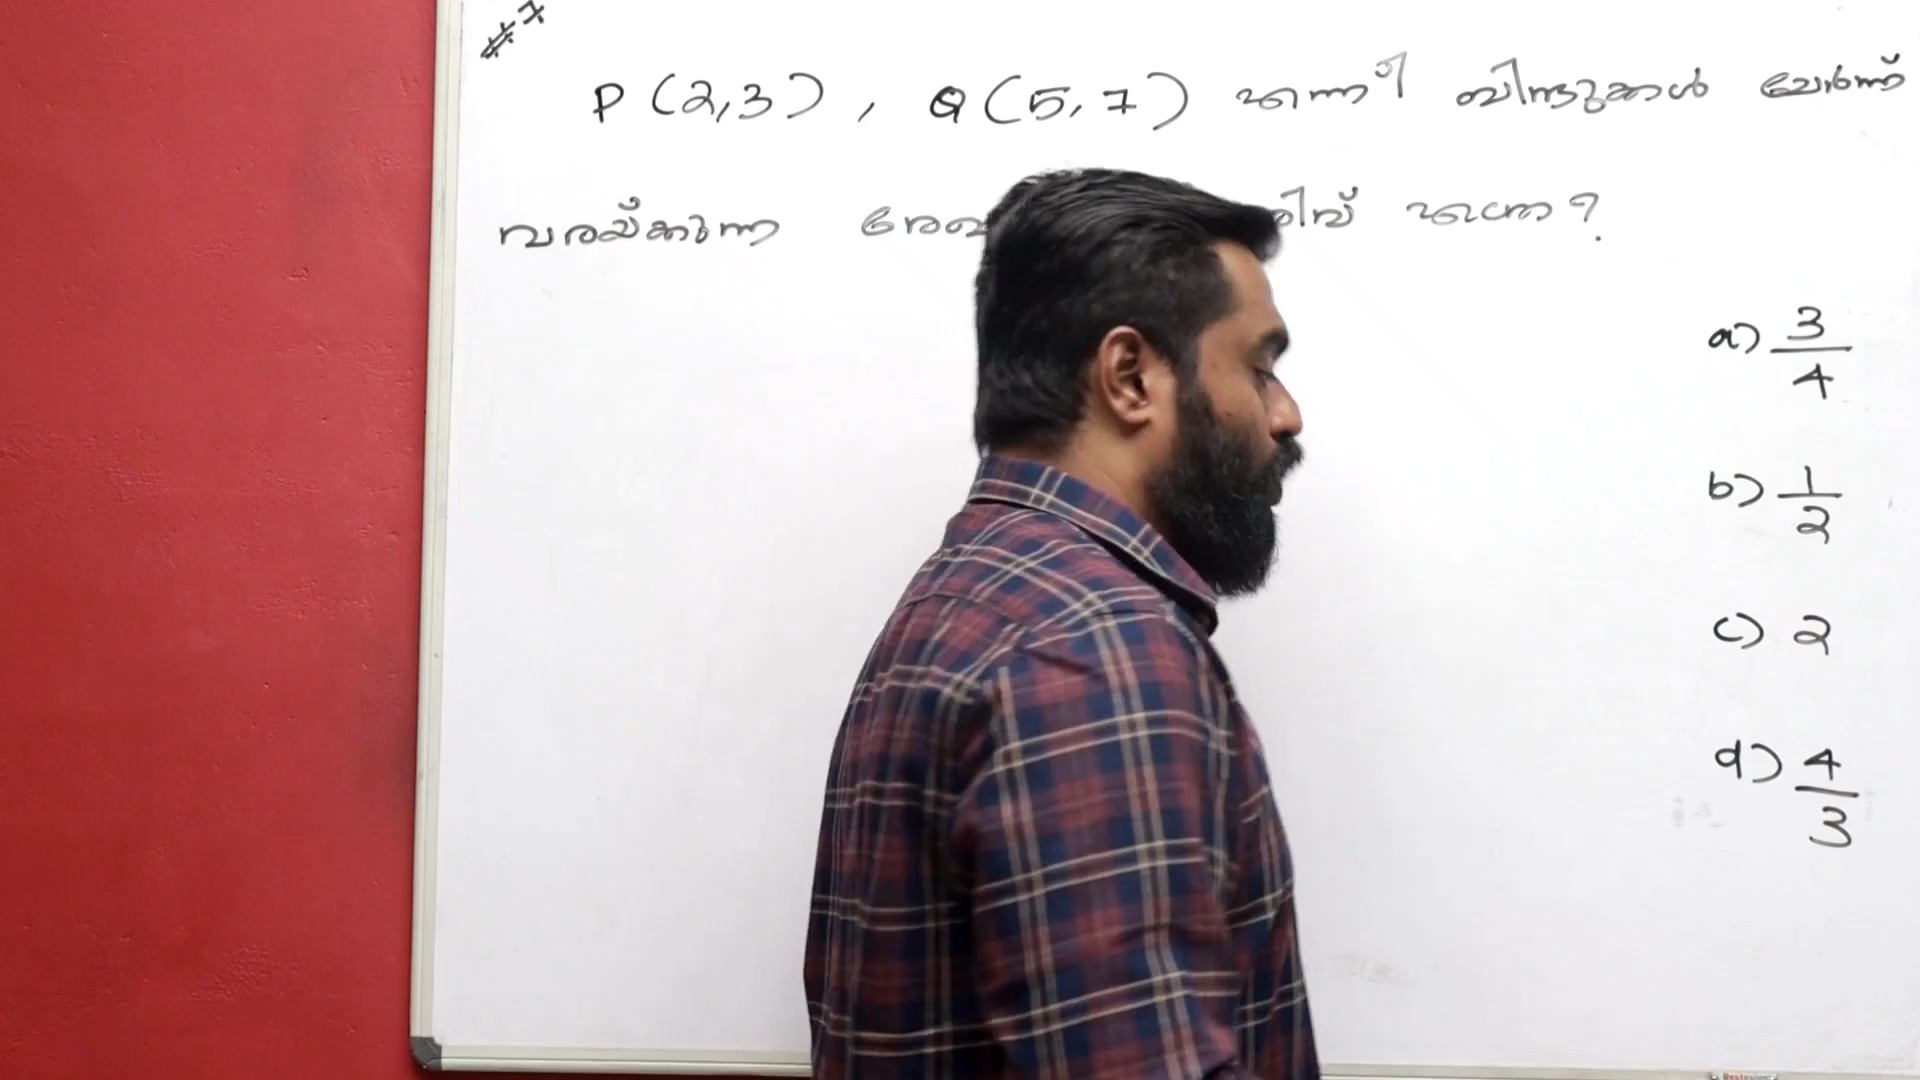 #7
P (2,3) , Q (5,7) എന്നീ ബിന്ദുക്കൾ ചേർന്ന്
വരയ്ക്കുന്ന എന്ത ?
a) 3/4
b) 1/2
c) 2
d) 4/3